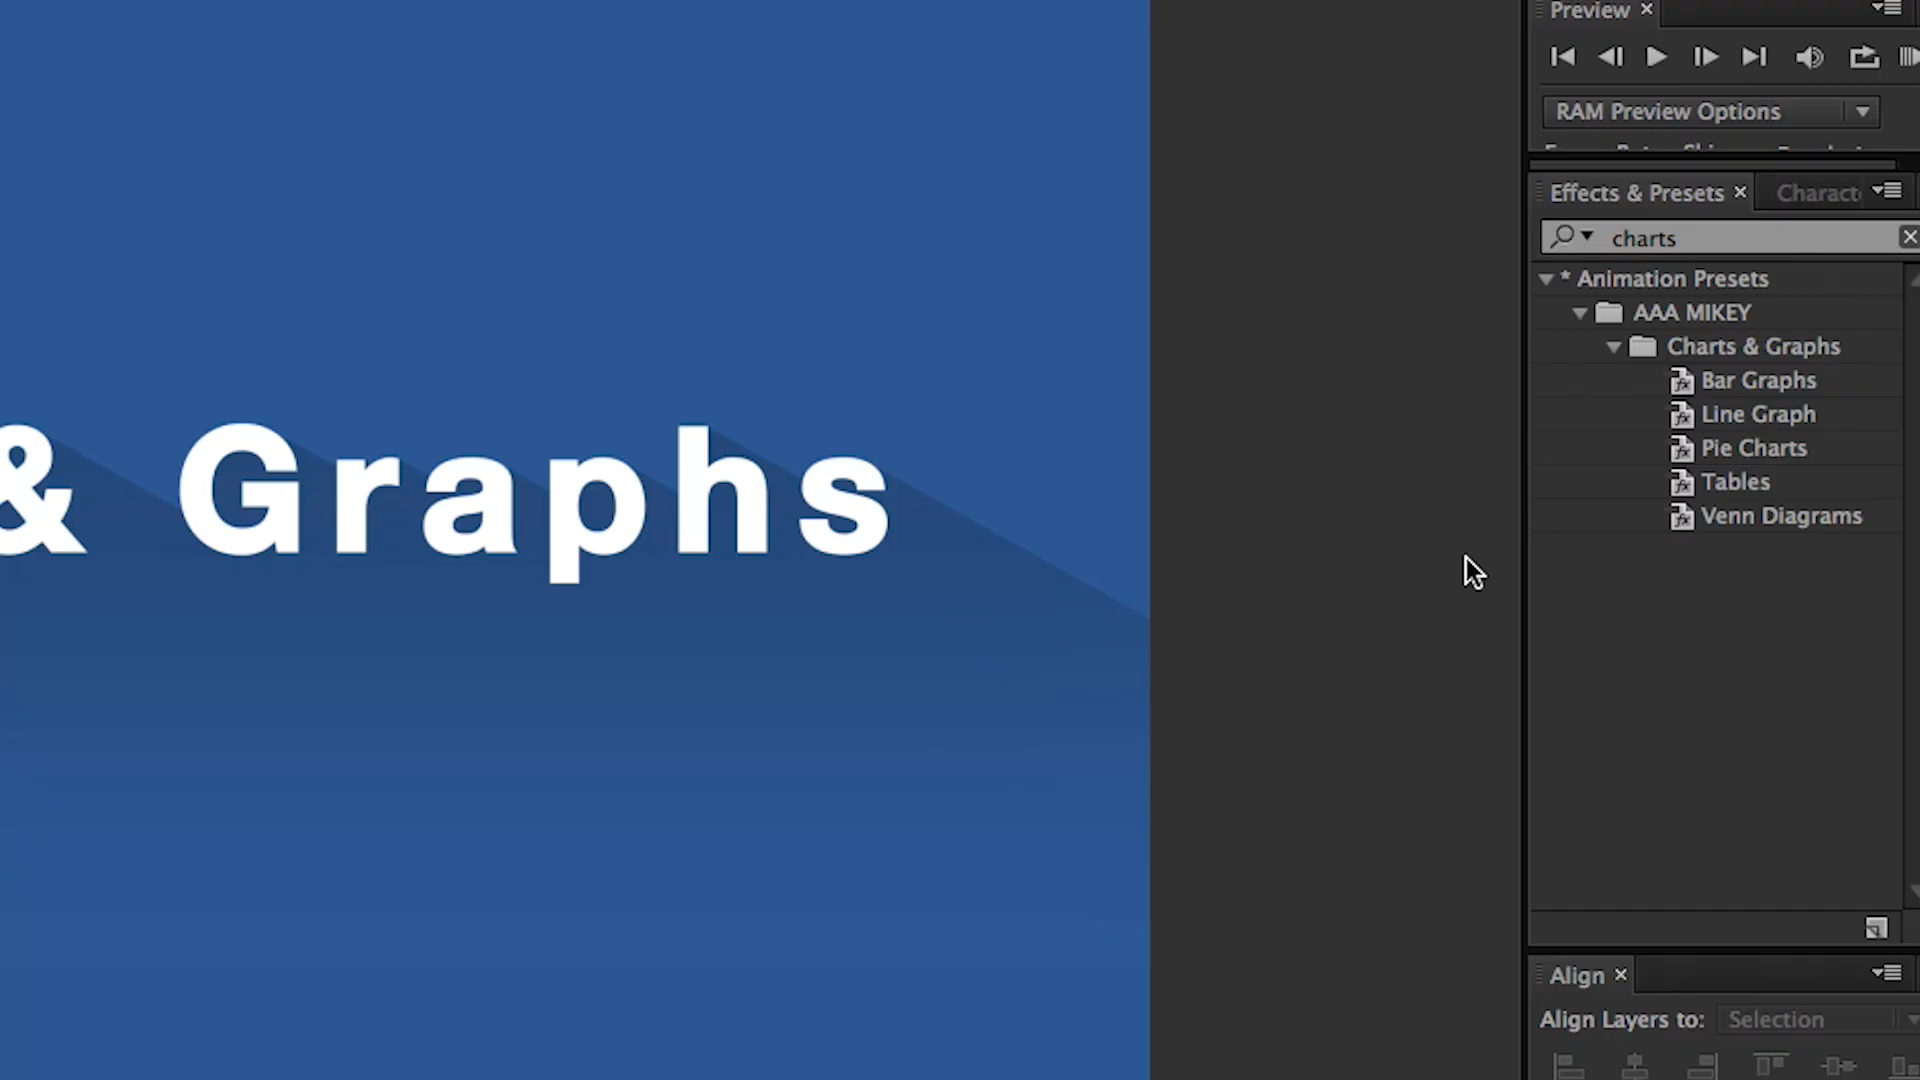 & Graphs
Preview
RAM Preview Options
Effects & Presets
charts
* Animation Presets
AAA MIKEY
Charts & Graphs
Bar Graphs
Line Graph
Pie Charts
Tables
Venn Diagrams
Align
Align Layers to: Selection